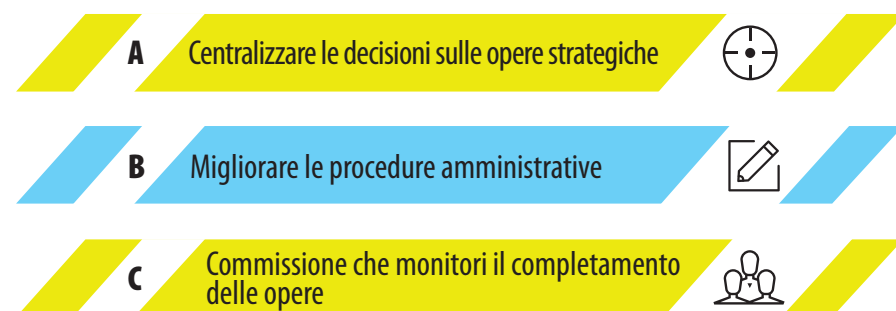 A Centralizzare le decisioni sulle opere strategiche
B Migliorare le procedure amministrative
C Commissione che monitori il completamento
delle opere